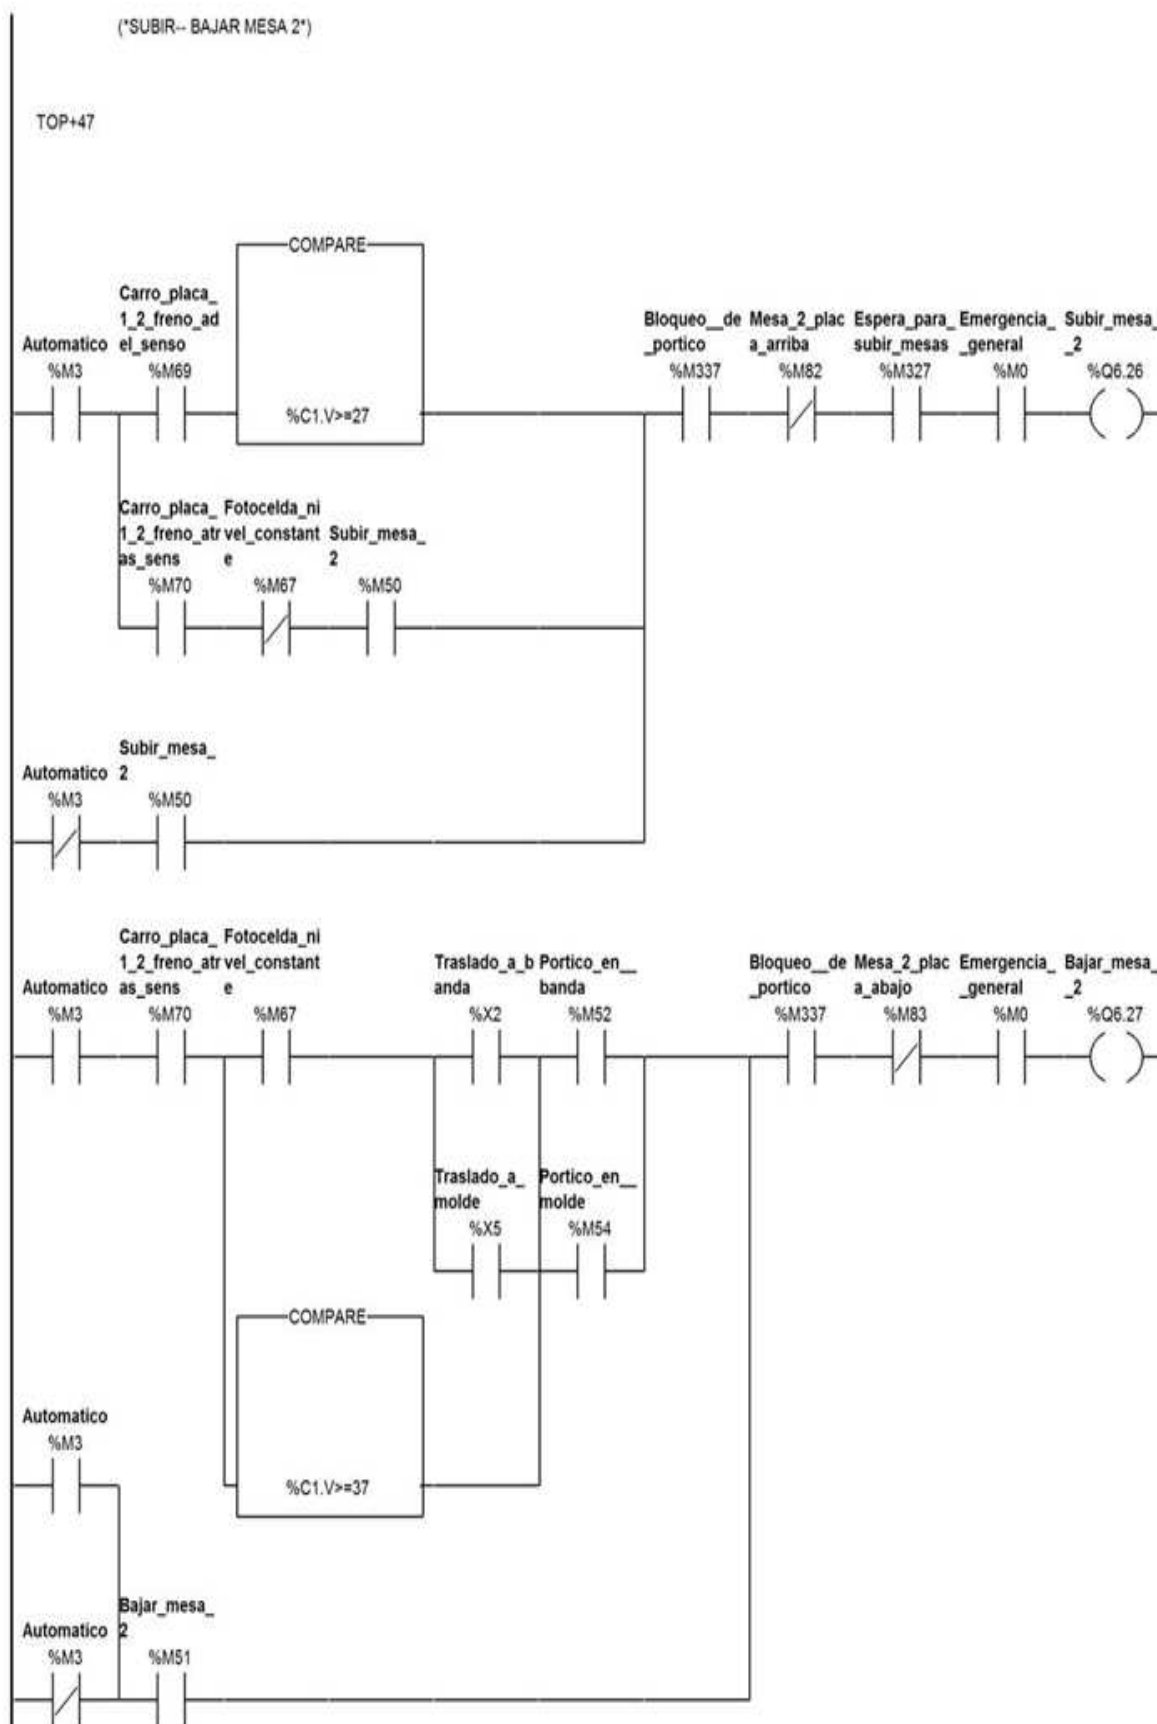 (*SUBIR-- BAJAR MESA 2*)
TOP+47
COMPARE
Carro_placa_
1_2_freno_ad
el_senso
Automatico
%M3
%M69
%C1.V>=27
Bloqueo__de
_portico
%M337
Mesa_2_plac
a_arriba
%M82
Espera_para_
subir_mesas
%M327
Emergencia_
_general
%M0
Subir_mesa_
_2
%Q6.26
Carro_placa_
1_2_freno_atr
as_sens
%M70
Fotocelda_ni
vel_constant
e
%M67
Subir_mesa_
2
%M50
Automatico
%M3
Subir_mesa_
2
%M50
Automatico
%M3
Carro_placa_
1_2_freno_atr
as_sens
%M70
Fotocelda_ni
vel_constant
e
%M67
Traslado_a_b
anda
%X2
Portico_en__
banda
%M52
Bloqueo__de
_portico
%M337
Mesa_2_plac
a_abajo
%M83
Emergencia_
_general
%M0
Bajar_mesa_
_2
%Q6.27
Traslado_a_
molde
%X5
Portico_en__
molde
%M54
COMPARE
%C1.V>=37
Automatico
%M3
Automatico
%M3
Bajar_mesa_
2
%M51